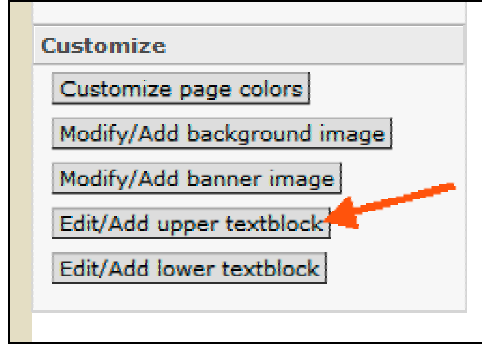 Customize
Customize page colors
Modify/Add background image
Modify/Add banner image
Edit/Add upper textblock
Edit/Add lower textblock